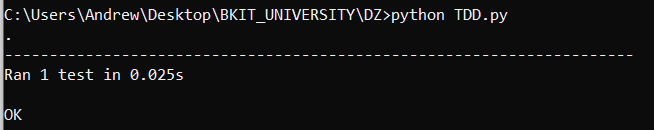 C:\Users\Andrew\Desktop\BKIT_UNIVERSITY\DZ>python TDD.py
.
----------------------------------------------------------------------
Ran 1 test in 0.025s
OK